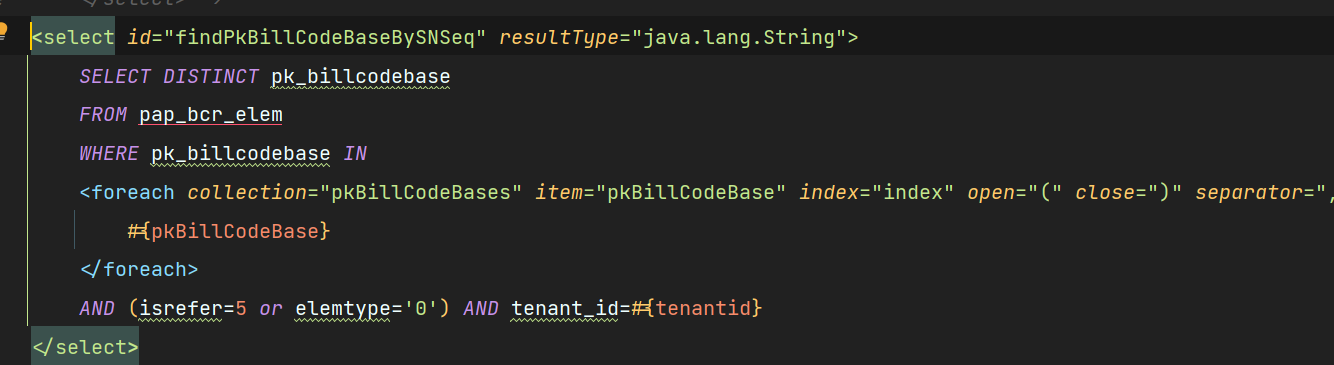 </select>
<select id="findPkBillCodeBaseBySNSeq" resultType="java.lang.String">
SELECT DISTINCT pk_billcodebase
FROM pap_bcr_elem
WHERE pk_billcodebase IN
<foreach collection="pkBillCodeBases" item="pkBillCodeBase" index="index" open="(" close=")" separator=",
#{pkBillCodeBase}
</foreach>
AND (isrefer=5 or elemtype='0') AND tenant_id=#{tenantid}
</select>